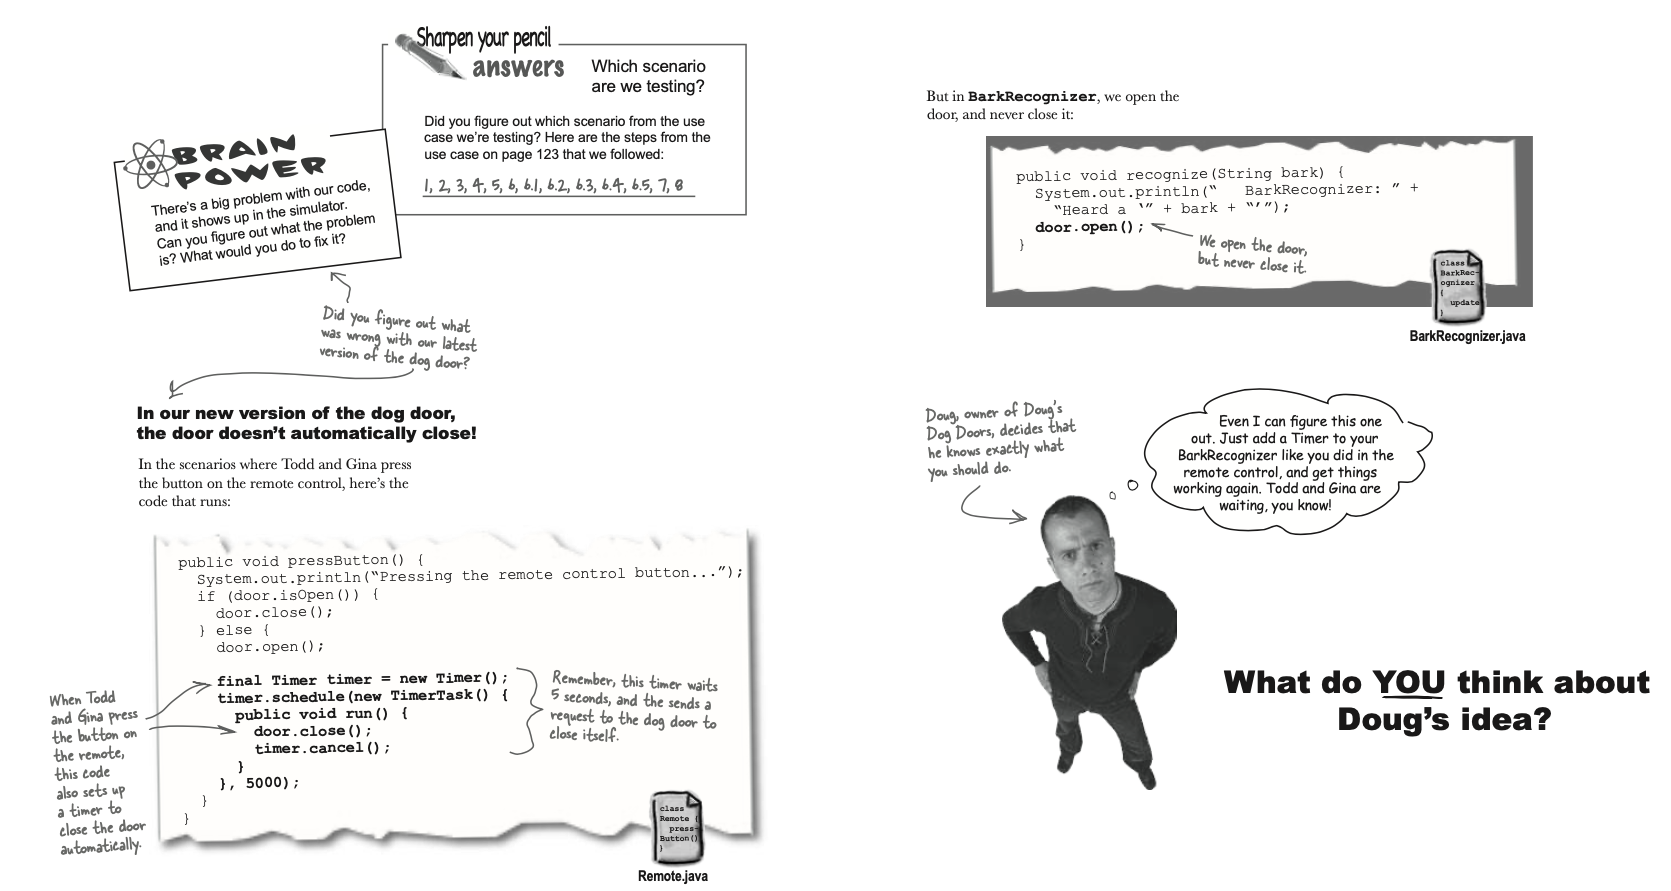 Sharpen your pencil
answers
Which scenario
are we testing?
Did you figure out which scenario from the use
case we're testing? Here are the steps from the
use case on page 123 that we followed:
1, 2, 3, 4, 5, 6, 6.1, 6.2, 6.3, 6.4, 6.5, 7, 8
BRAIN
POWER
There's a big problem with our code,
and it shows up in the simulator.
Can you figure out what the problem
is? What would you do to fix it?
Did you figure out what
was wrong with our latest
version of the dog door?
In our new version of the dog door,
the door doesn't automatically close!
In the scenarios where Todd and Gina press
the button on the remote control, here's the
code that runs:
public void pressButton() {
System.out.println(“Pressing the remote control button...”);
if (door.isOpen()) {
door.close();
} else {
door.open();
final Timer timer = new Timer();
timer.schedule(new TimerTask() {
public void run() {
door.close();
timer.cancel();
}
}, 5000);
}
}
When Todd
and Gina press
the button on
the remote,
this code
also sets up
a timer to
close the door
automatically.
Remember, this timer waits
5 seconds, and the sends a
request to the dog door to
close itself.
class
Remote {
press-
Button()
}
Remote.java
But in BarkRecognizer, we open the
door, and never close it:
public void recognize(String bark) {
System.out.println(“ BarkRecognizer: ” +
“Heard a ‘” + bark + “’”);
door.open();
}
We open the door,
but never close it.
class
BarkRec-
ognizer
{
update
}
BarkRecognizer.java
Doug, owner of Doug's
Dog Doors, decides that
he knows exactly what
you should do.
Even I can figure this one
out. Just add a Timer to your
BarkRecognizer like you did in the
remote control, and get things
working again. Todd and Gina are
waiting, you know!
What do YOU think about
Doug's idea?